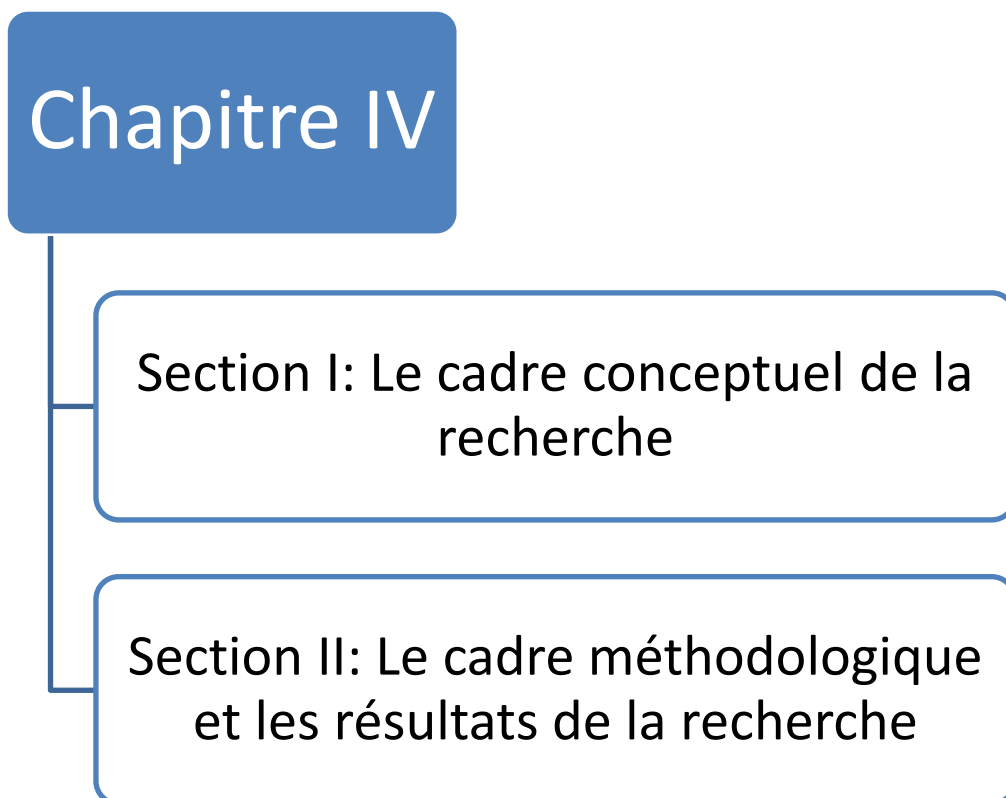 Chapitre IV
Section I: Le cadre conceptuel de la
recherche
Section II: Le cadre méthodologique
et les résultats de la recherche